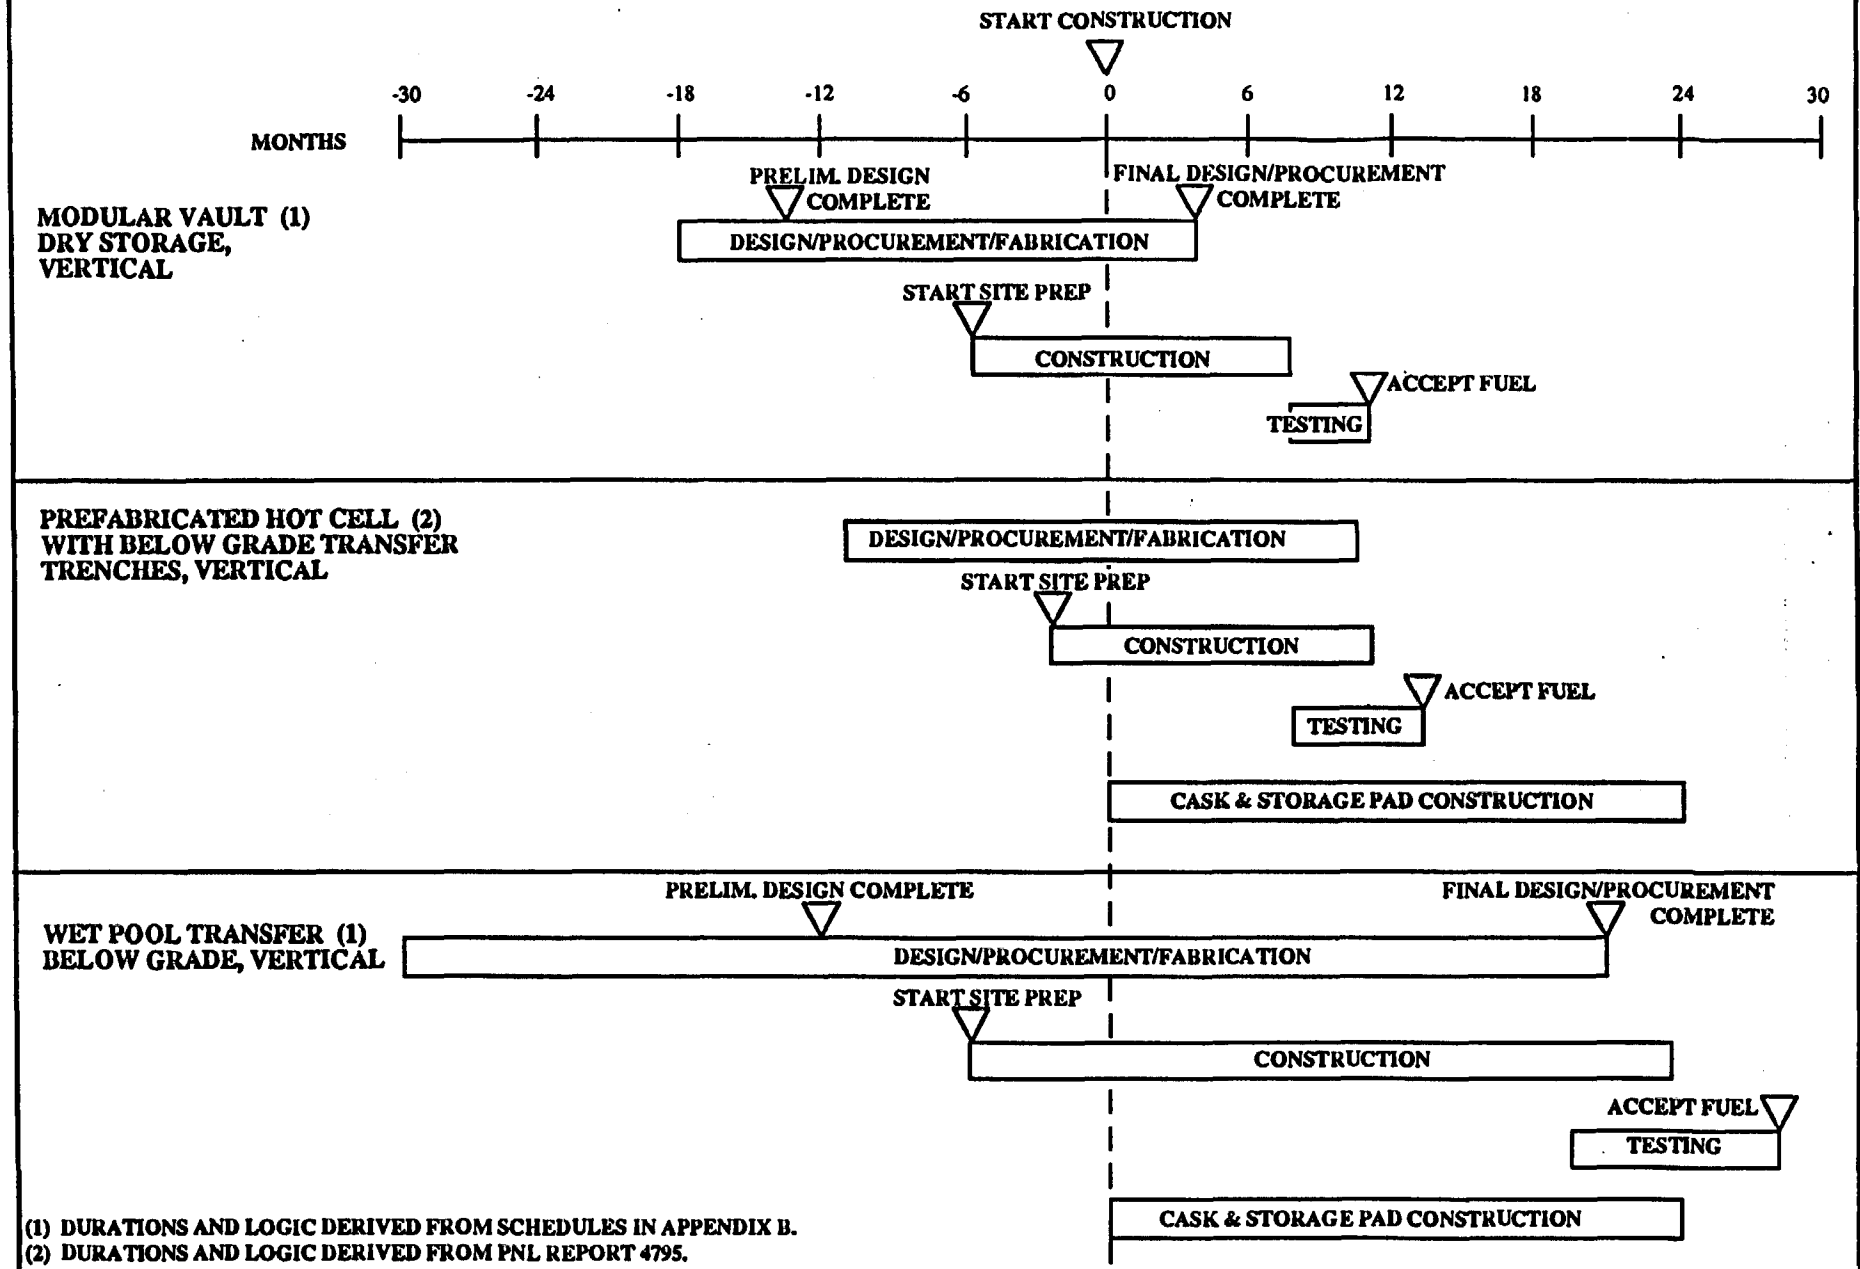 START CONSTRUCTION
-30 -24 -18 -12 -6 0 6 12 18 24 30
MONTHS
PRELIM. DESIGN
COMPLETE
FINAL DESIGN/PROCUREMENT
COMPLETE
MODULAR VAULT (1)
DRY STORAGE,
VERTICAL
DESIGN/PROCUREMENT/FABRICATION
START SITE PREP
CONSTRUCTION
ACCEPT FUEL
TESTING
PREFABRICATED HOT CELL (2)
WITH BELOW GRADE TRANSFER
TRENCHES, VERTICAL
DESIGN/PROCUREMENT/FABRICATION
START SITE PREP
CONSTRUCTION
ACCEPT FUEL
TESTING
CASK & STORAGE PAD CONSTRUCTION
PRELIM. DESIGN COMPLETE
FINAL DESIGN/PROCUREMENT
COMPLETE
WET POOL TRANSFER (1)
BELOW GRADE, VERTICAL
DESIGN/PROCUREMENT/FABRICATION
START SITE PREP
CONSTRUCTION
ACCEPT FUEL
TESTING
CASK & STORAGE PAD CONSTRUCTION
(1) DURATIONS AND LOGIC DERIVED FROM SCHEDULES IN APPENDIX B.
(2) DURATIONS AND LOGIC DERIVED FROM PNL REPORT 4795.